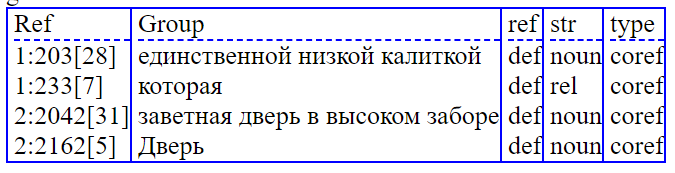 Ref Group ref str type
1:203[28] единственной низкой калиткой def noun coref
1:233[7] которая def rel coref
2:2042[31] заветная дверь в высоком заборе def noun coref
2:2162[5] Дверь def noun coref